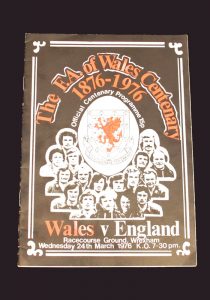 The F.A. of Wales Centenary
1876-1976
Official Centenary Programme 15p
Wales v England
Racecourse Ground, Wrexham
Wednesday 24th March 1976 K.O. 7-30 pm.